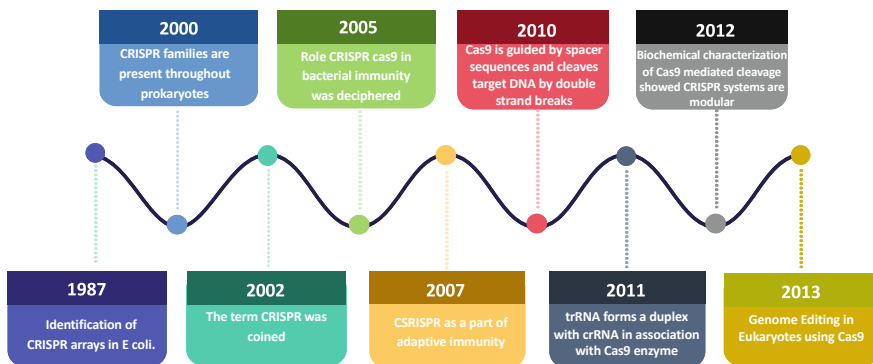 2000
CRISPR families are
present throughout
prokaryotes
2005
Role CRISPR cas9 in
bacterial immunity
was deciphered
2010
Cas9 is guided by spacer
sequences and cleaves
target DNA by double
strand breaks
2012
Biochemical characterization
of Cas9 mediated cleavage
showed CRISPR systems are
modular
1987
Identification of
CRISPR arrays in E coli.
2002
The term CRISPR was
coined
2007
CSRISPR as a part of
adaptive immunity
2011
trRNA forms a duplex
with crRNA in association
with Cas9 enzyme
2013
Genome Editing in
Eukaryotes using Cas9